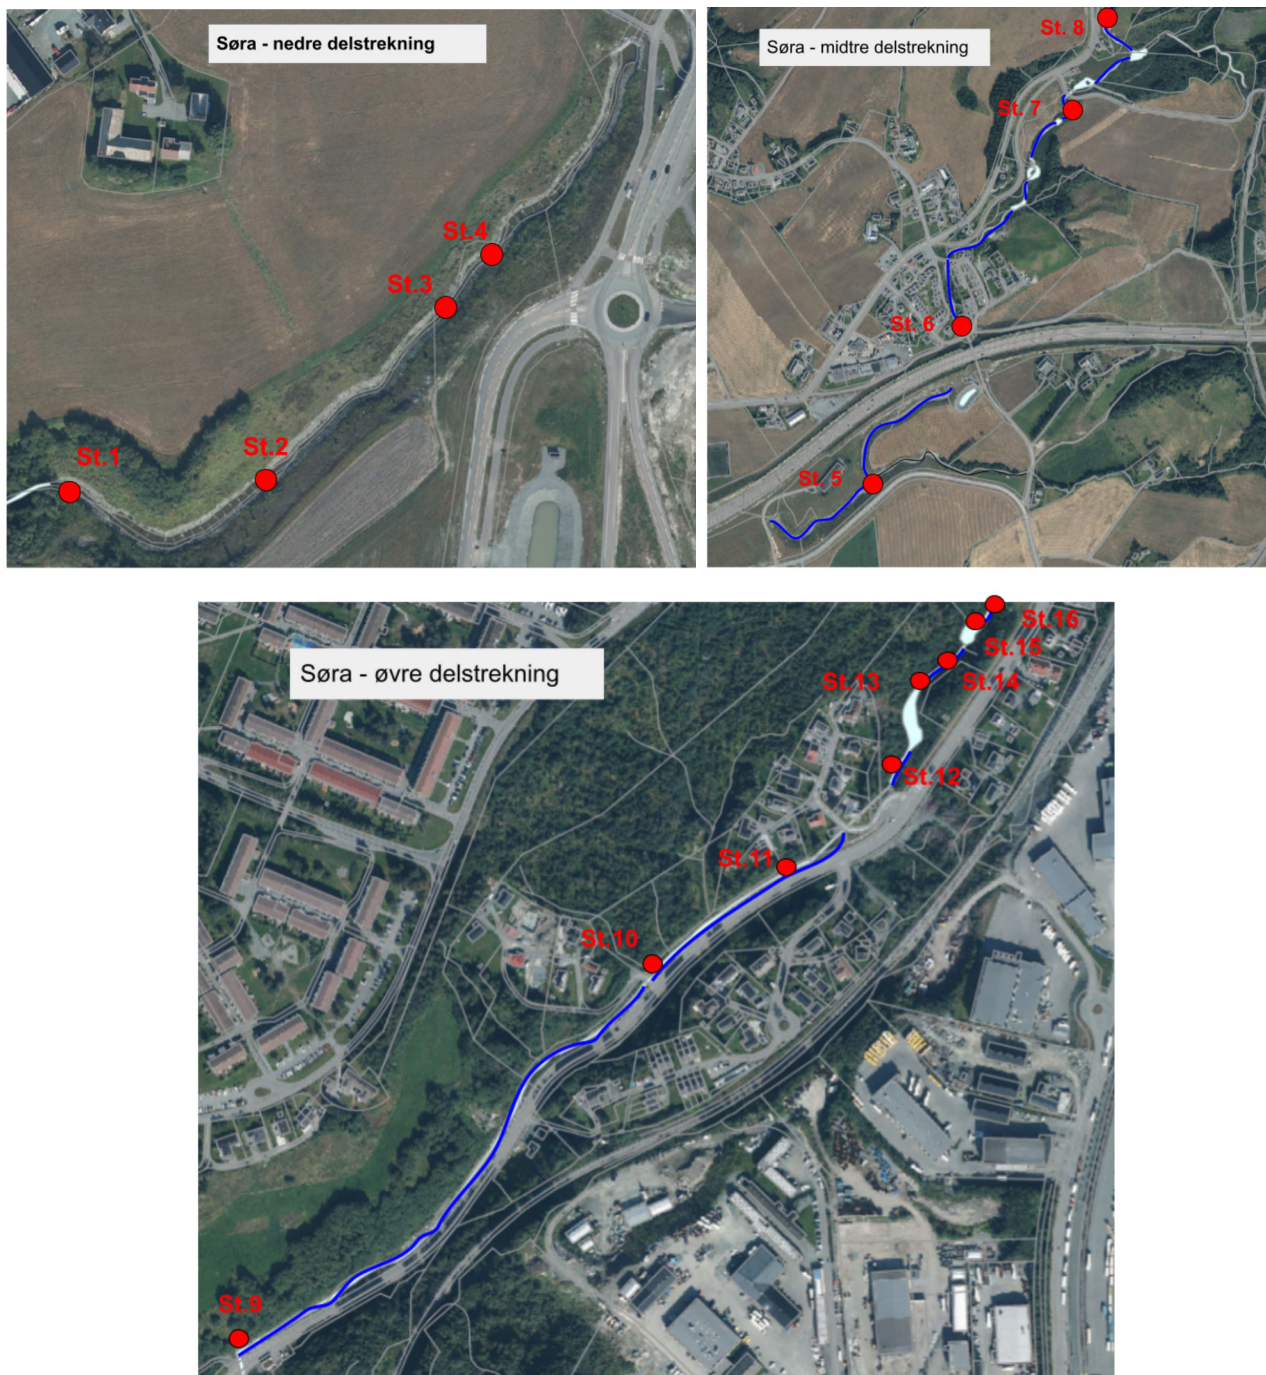 Søra - nedre delstrekning
St.4
St.3
St.2
St.1
Søra - midtre delstrekning
St. 8
St. 7
St. 6
St. 5
Søra - øvre delstrekning
St.16
St.15
St.13
St.14
St.12
St.11
St.10
St.9